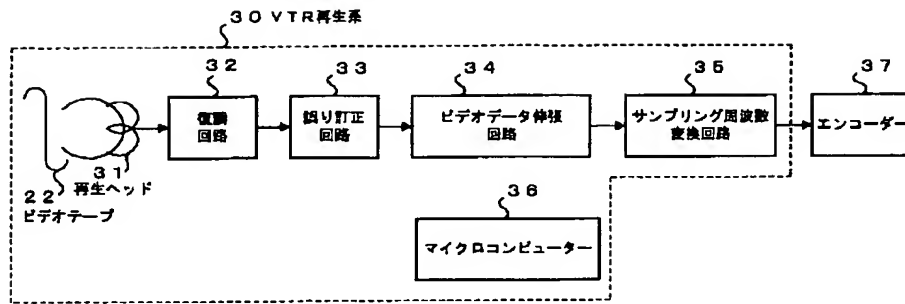 30 VTR再生系
32
33
34
35
37
復調
回路
誤り訂正
回路
ビデオデータ伸張
回路
サンプリング周波数
変換回路
エンコーダー
31
再生ヘッド
22
ビデオテープ
36
マイクロコンピューター